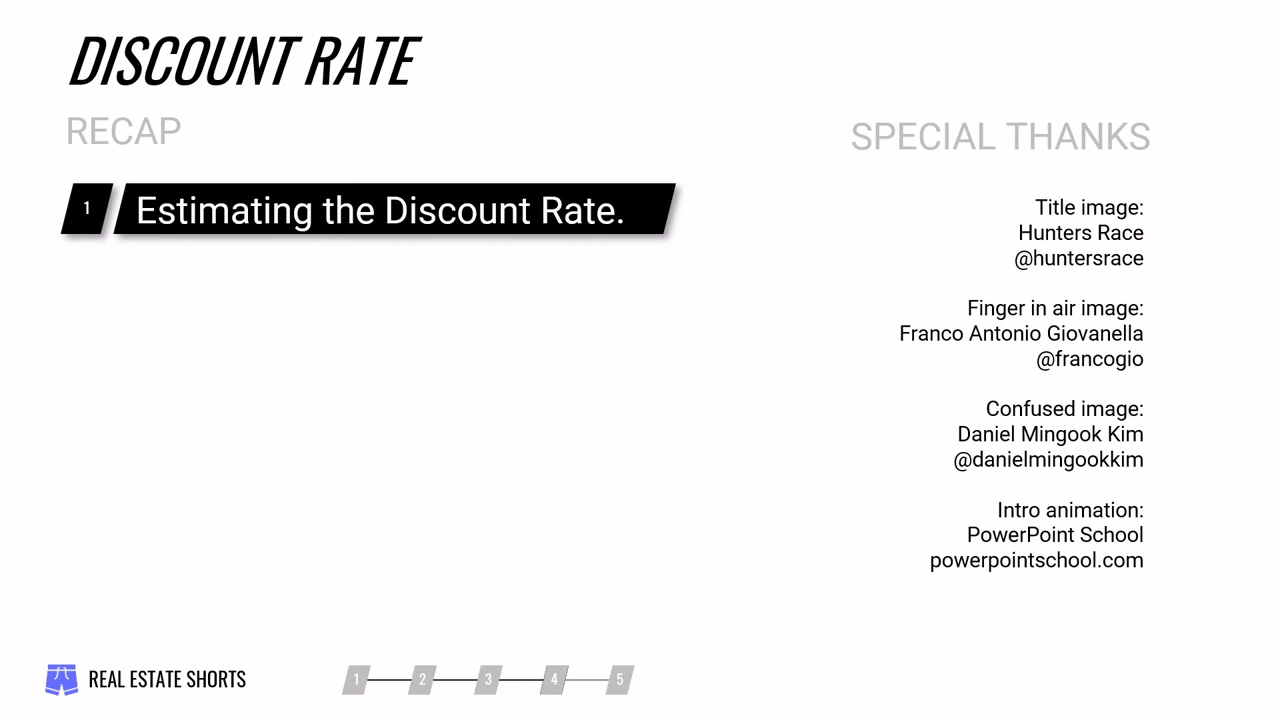 DISCOUNT RATE
RECAP
1
Estimating the Discount Rate.
SPECIAL THANKS
Title image:
Hunters Race
@huntersrace
Finger in air image:
Franco Antonio Giovanella
@francogio
Confused image:
Daniel Mingook Kim
@danielmingookkim
Intro animation:
PowerPoint School
powerpointschool.com
REAL ESTATE SHORTS
1 2 3 4 5